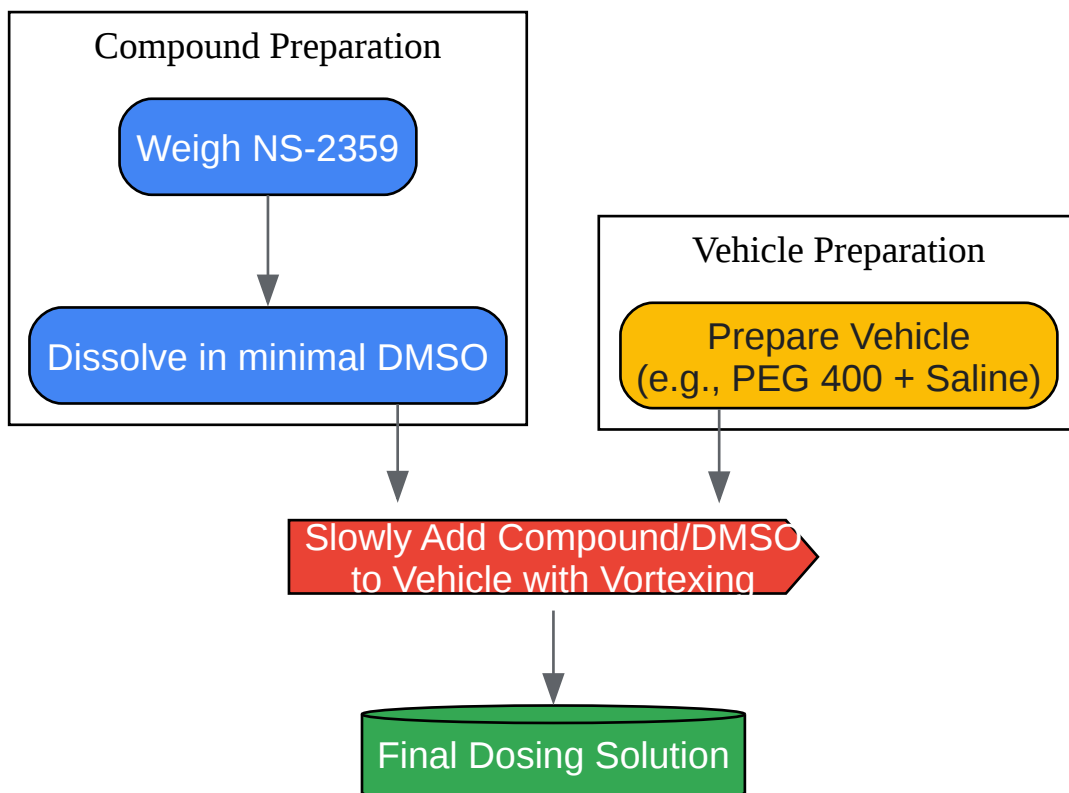 Compound Preparation
Weigh NS-2359
Dissolve in minimal DMSO
Vehicle Preparation
Prepare Vehicle
(e.g., PEG 400 + Saline)
Slowly Add Compound/DMSO
to Vehicle with Vortexing
Final Dosing Solution